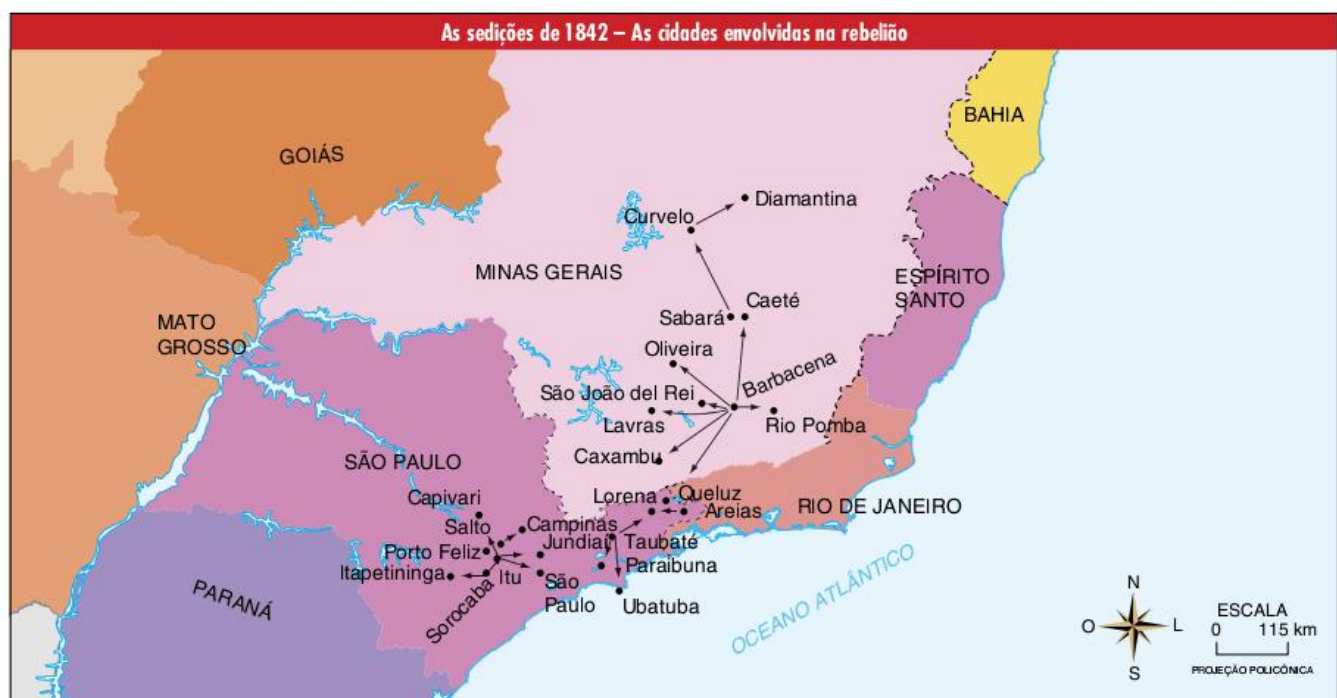 As sedições de 1842 – As cidades envolvidas na rebelião
BAHIA
GOIÁS
Diamantina
Curvelo
MINAS GERAIS
ESPÍRITO
SANTO
MATO
GROSSO
Sabará
Caeté
Oliveira
Barbacena
São João del Rei
Lavras
Rio Pomba
Caxambu
SÃO PAULO
Capivari
Lorena
Queluz
Areias
RIO DE JANEIRO
Salto
Campinas
Porto Feliz
Jundiaí
Taubaté
Itapetininga
Itu
Paraibuna
São
Paulo
Sorocaba
Ubatuba
PARANÁ
OCEANO ATLÂNTICO
N
O
L
S
ESCALA
0 115 km
PROJEÇÃO POLICÔNICA